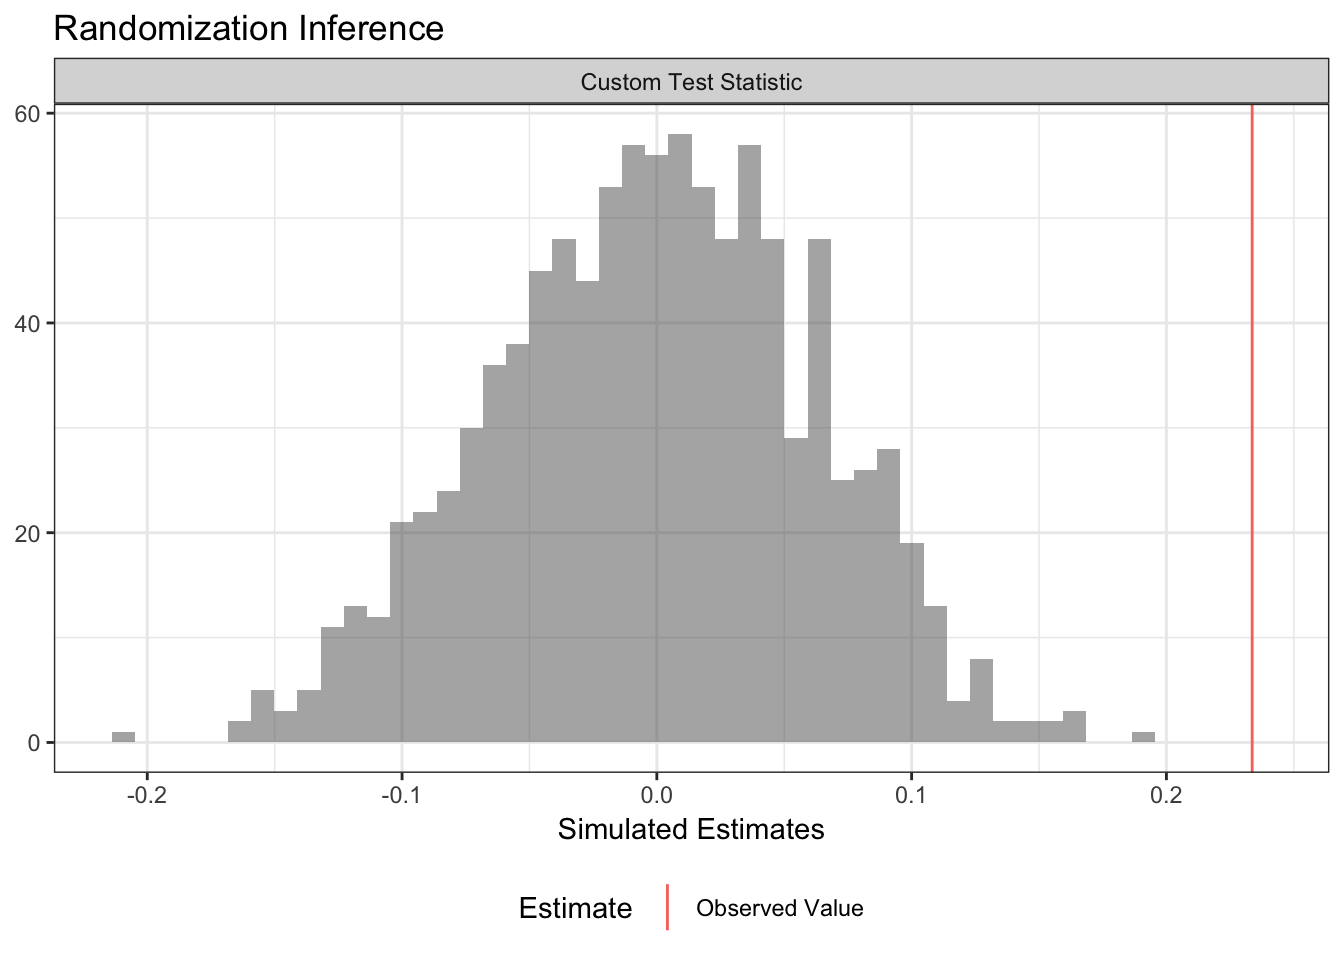 Randomization Inference
Custom Test Statistic
60
40
20
0
-0.2 -0.1 0.0 0.1 0.2
Simulated Estimates
Estimate Observed Value